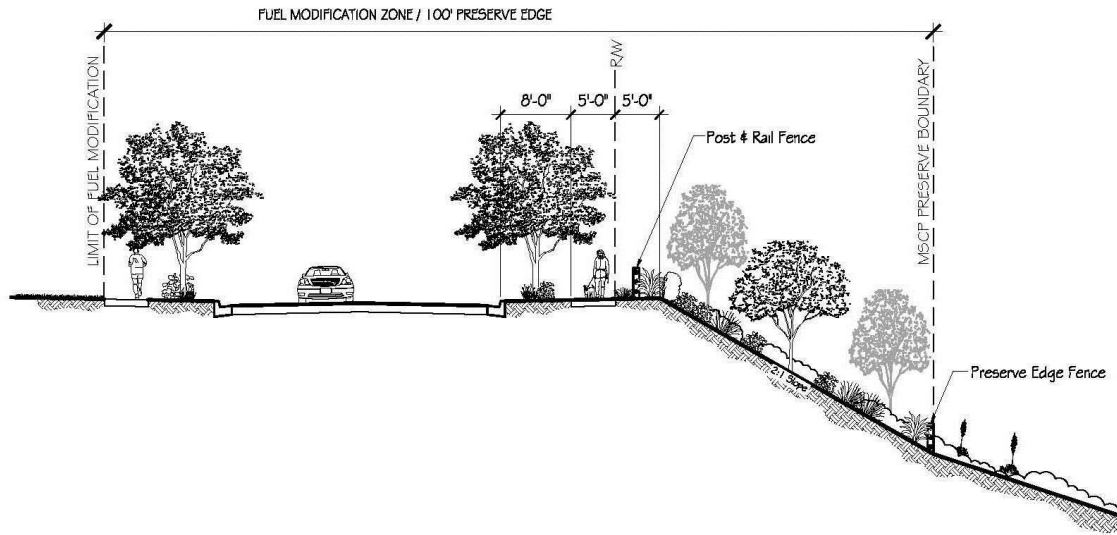 FUEL MODIFICATION ZONE / 100' PRESERVE EDGE
LIMIT OF FUEL MODIFICATION
R/W
MSCP PRESERVE BOUNDARY
8'-0"
5'-0"
5'-0"
Post & Rail Fence
2:1 Slope
Preserve Edge Fence